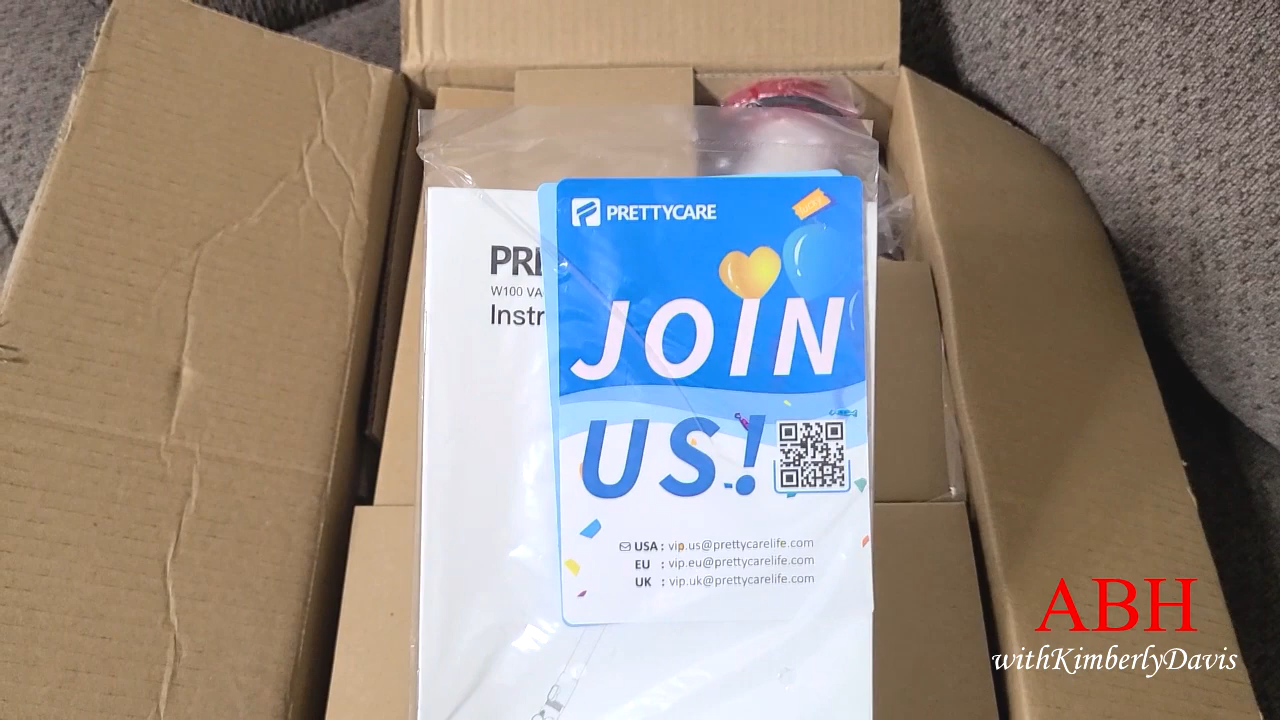 PRETTYCARE
JOIN
US!
USA : vip.us@prettycarelife.com
EU : vip.eu@prettycarelife.com
UK : vip.uk@prettycarelife.com
PRE
W100 VA
Instr
ABH
withKimberlyDavis